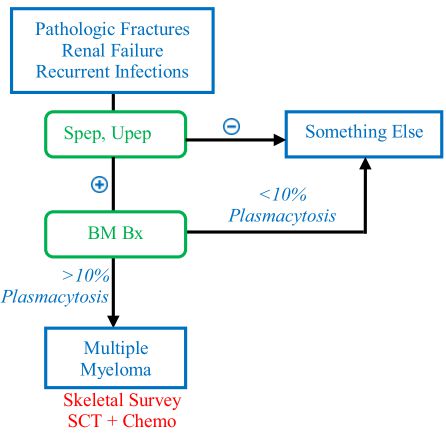 Pathologic Fractures
Renal Failure
Recurrent Infections
Spep, Upep
Something Else
<10%
Plasmacytosis
BM Bx
>10%
Plasmacytosis
Multiple
Myeloma
Skeletal Survey
SCT + Chemo